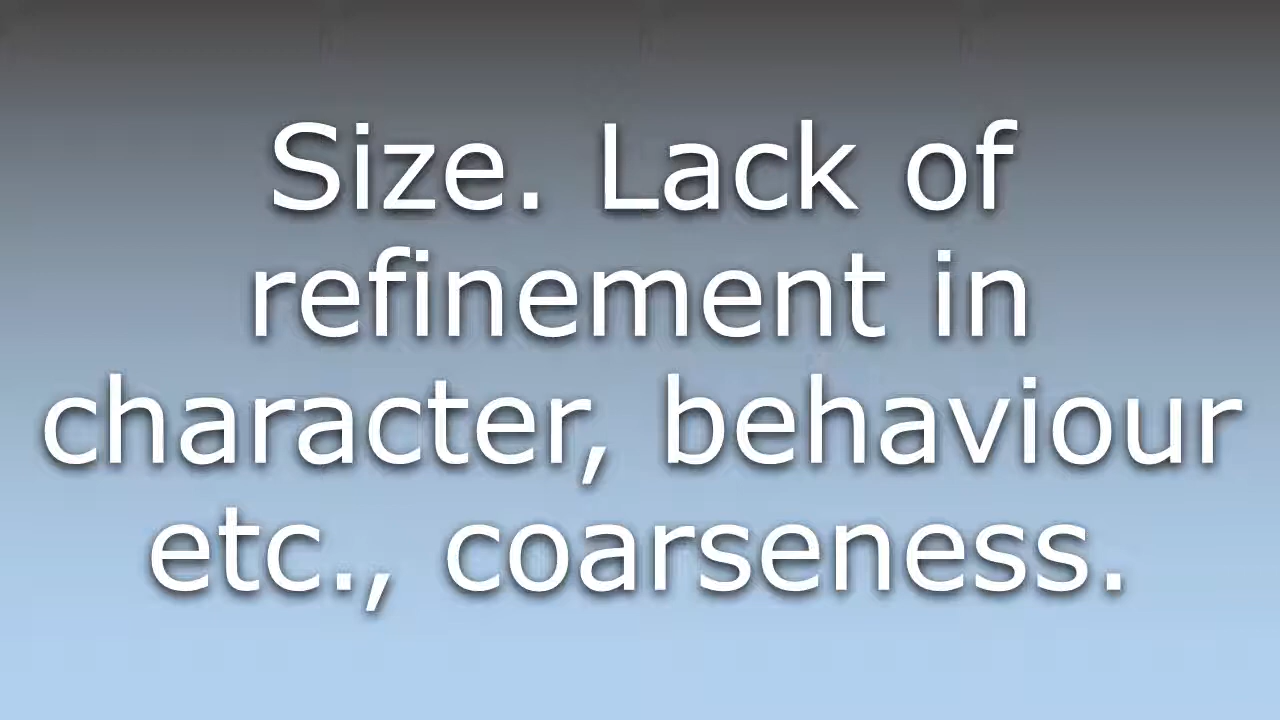 Size. Lack of
refinement in
character, behaviour
etc., coarseness.